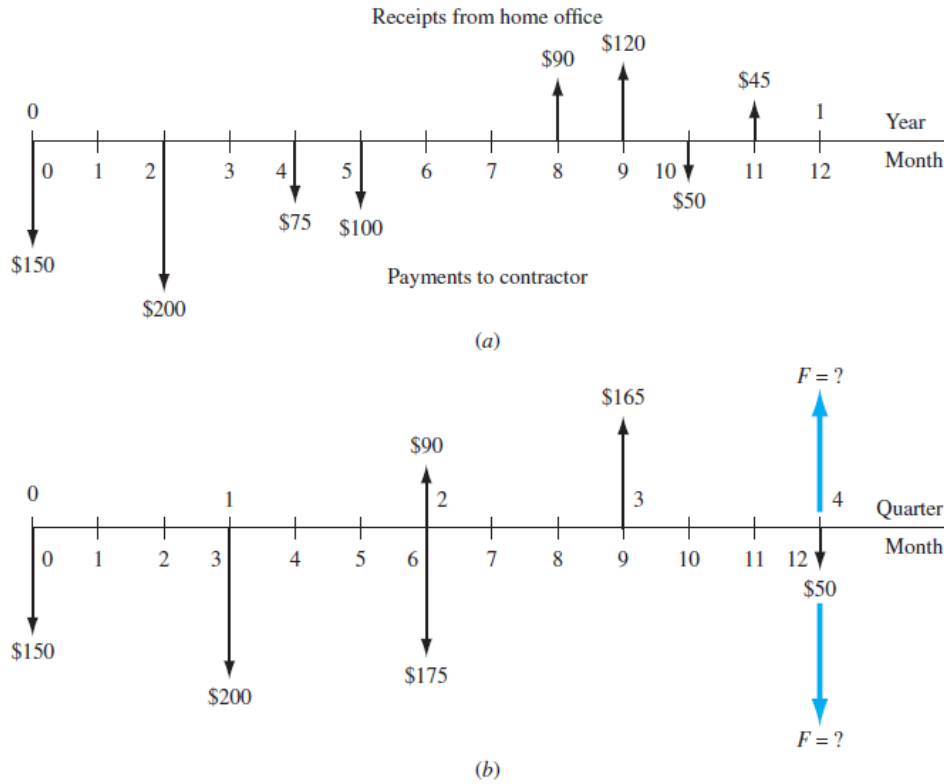 Receipts from home office
$120
$90
$45
0 1 Year
0 1 2 3 4 5 6 7 8 9 10 11 12 Month
$50
$75 $100
$150
Payments to contractor
$200
(a)
F = ?
$165
$90
0 1 2 3 4 Quarter
0 1 2 3 4 5 6 7 8 9 10 11 12 Month
$50
$150
$175
$200
F = ?
(b)